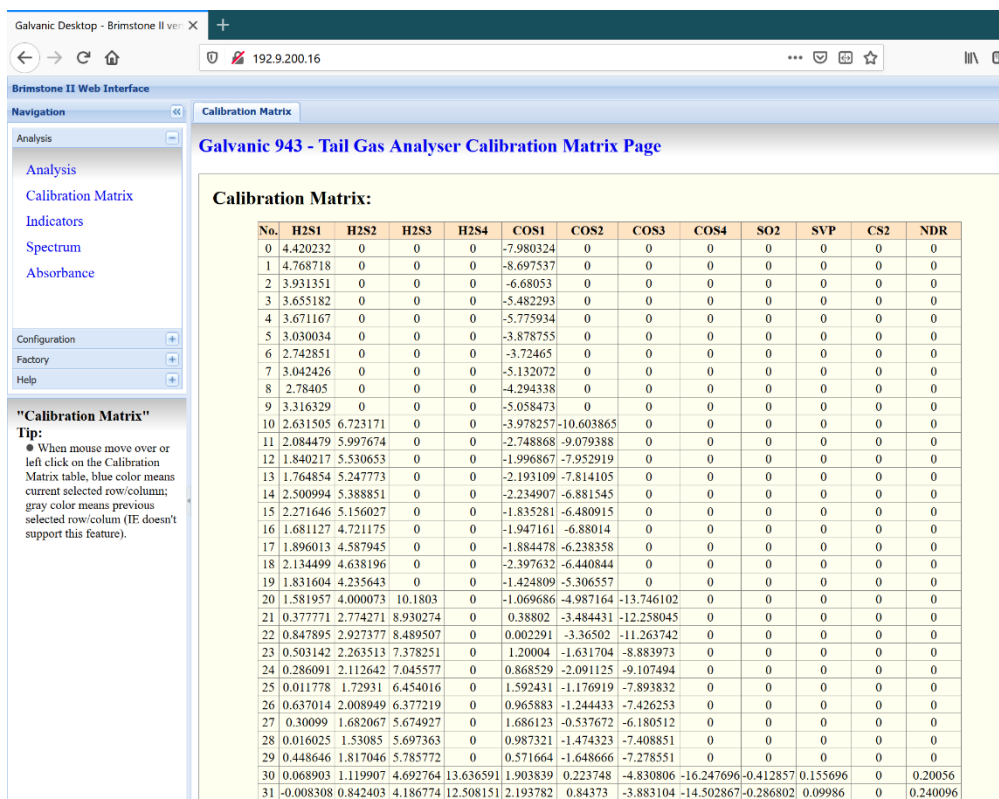 Galvanic Desktop - Brimstone II ver
192.9.200.16
Brimstone II Web Interface
Navigation
Calibration Matrix
Analysis
Analysis
Calibration Matrix
Indicators
Spectrum
Absorbance
Configuration
Factory
Help
"Calibration Matrix"
Tip:
● When mouse move over or
left click on the Calibration
Matrix table, blue color means
current selected row/column;
gray color means previous
selected row/colum (IE doesn't
support this feature).
Galvanic 943 - Tail Gas Analyser Calibration Matrix Page
Calibration Matrix:
No. H2S1 H2S2 H2S3 H2S4 COS1 COS2 COS3 COS4 SO2 SVP CS2 NDR
0 4.420232 0 0 0 -7.980324 0 0 0 0 0 0 0
1 4.768718 0 0 0 -8.697537 0 0 0 0 0 0 0
2 3.931351 0 0 0 -6.68053 0 0 0 0 0 0 0
3 3.655182 0 0 0 -5.482293 0 0 0 0 0 0 0
4 3.671167 0 0 0 -5.775934 0 0 0 0 0 0 0
5 3.030034 0 0 0 -3.878755 0 0 0 0 0 0 0
6 2.742851 0 0 0 -3.72465 0 0 0 0 0 0 0
7 3.042426 0 0 0 -5.132072 0 0 0 0 0 0 0
8 2.78405 0 0 0 -4.294338 0 0 0 0 0 0 0
9 3.316329 0 0 0 -5.058473 0 0 0 0 0 0 0
10 2.631505 6.723171 0 0 -3.978257 -10.603865 0 0 0 0 0 0
11 2.084479 5.997674 0 0 -2.748868 -9.079388 0 0 0 0 0 0
12 1.840217 5.530653 0 0 -1.996867 -7.952919 0 0 0 0 0 0
13 1.764854 5.247773 0 0 -2.193109 -7.814105 0 0 0 0 0 0
14 2.500994 5.388851 0 0 -2.234907 -6.881545 0 0 0 0 0 0
15 2.271646 5.156027 0 0 -1.835281 -6.480915 0 0 0 0 0 0
16 1.681127 4.721175 0 0 -1.947161 -6.88014 0 0 0 0 0 0
17 1.896013 4.587945 0 0 -1.884478 -6.238358 0 0 0 0 0 0
18 2.134499 4.638196 0 0 -2.397632 -6.440844 0 0 0 0 0 0
19 1.831604 4.235643 0 0 -1.424809 -5.306557 0 0 0 0 0 0
20 1.581957 4.000073 10.1803 0 -1.069686 -4.987164 -13.746102 0 0 0 0 0
21 0.377771 2.774271 8.930274 0 0.38802 -3.484431 -12.258045 0 0 0 0 0
22 0.847895 2.927377 8.489507 0 0.002291 -3.36502 -11.263742 0 0 0 0 0
23 0.503142 2.263513 7.378251 0 1.20004 -1.631704 -8.883973 0 0 0 0 0
24 0.286091 2.112642 7.045577 0 0.868529 -2.091125 -9.107494 0 0 0 0 0
25 0.011778 1.72931 6.454016 0 1.592431 -1.176919 -7.893832 0 0 0 0 0
26 0.637014 2.008949 6.377219 0 0.965883 -1.244433 -7.426253 0 0 0 0 0
27 0.30099 1.682067 5.674927 0 1.686123 -0.537672 -6.180512 0 0 0 0 0
28 0.016025 1.53085 5.697363 0 0.987321 -1.474323 -7.408851 0 0 0 0 0
29 0.448646 1.817046 5.785772 0 0.571664 -1.648666 -7.278551 0 0 0 0 0
30 0.068903 1.119907 4.692764 13.636591 1.903839 0.223748 -4.830806 -16.247696 -0.412857 0.155696 0 0.20056
31 -0.008308 0.842403 4.186774 12.508151 2.193782 0.84373 -3.883104 -14.502867 -0.286802 0.09986 0 0.240096